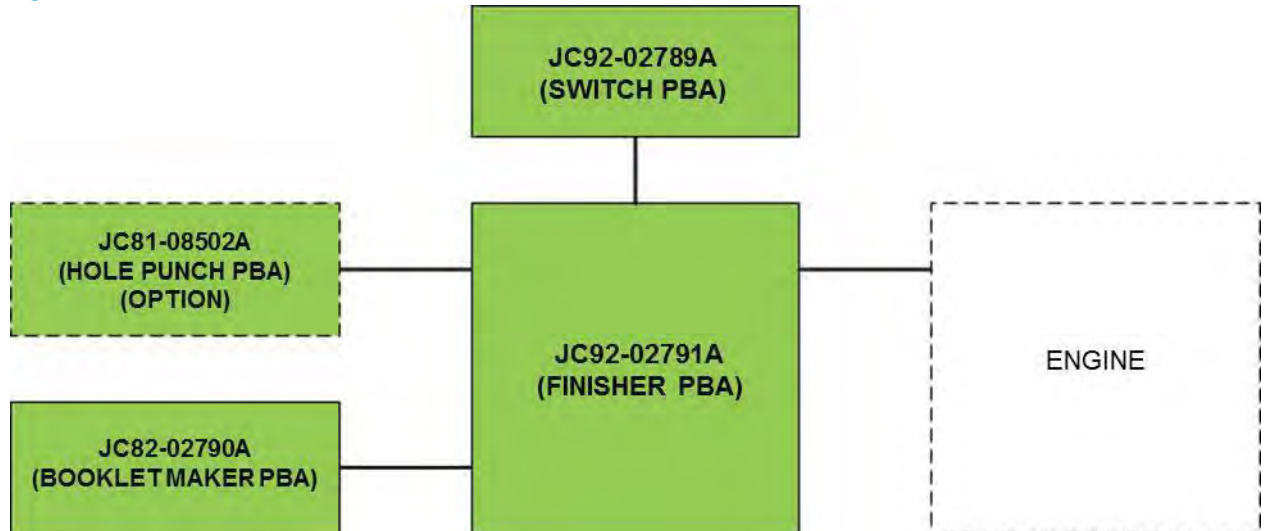 JC92-02789A
(SWITCH PBA)
JC81-08502A
(HOLE PUNCH PBA)
(OPTION)
JC92-02791A
(FINISHER PBA)
ENGINE
JC82-02790A
(BOOKLET MAKER PBA)